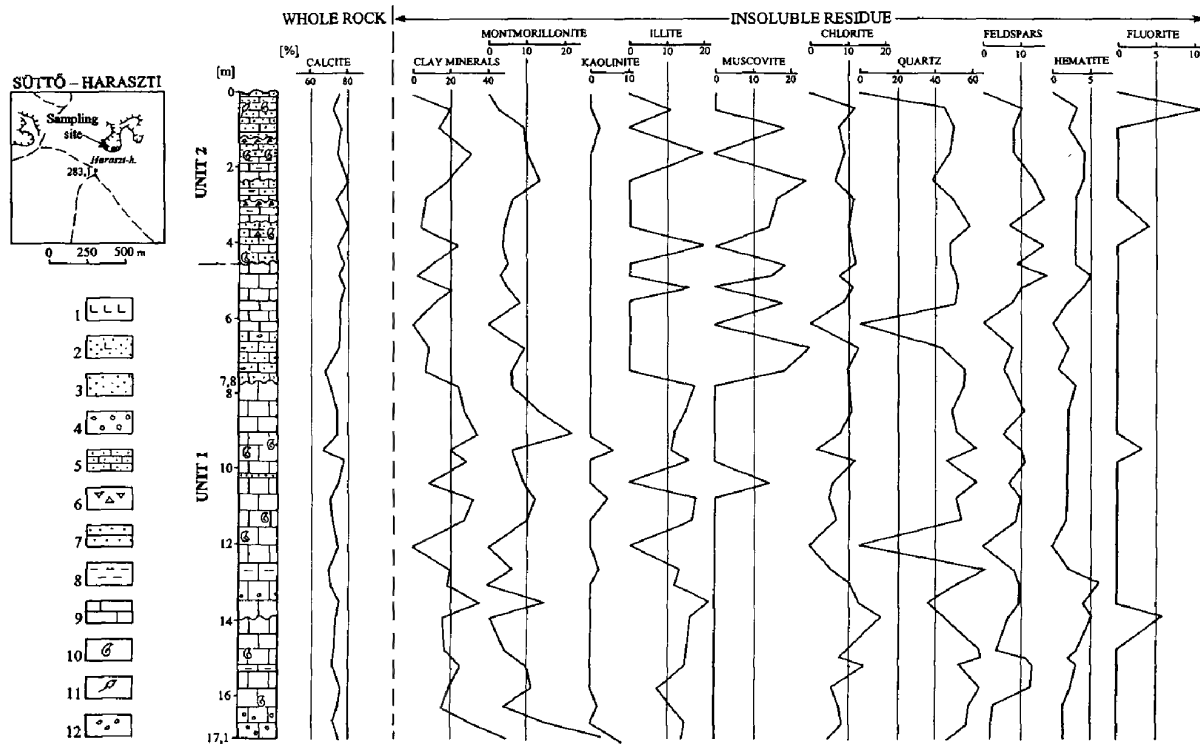 WHOLE ROCK INSOLUBLE RESIDUE
MONTMORILLONITE ILLITE CHLORITE FELDSPARS FLUORITE
[%] 0 10 20 0 10 20 0 10 0 10 0 5 10
CALCITE CLAY MINERALS KAOLINITE MUSCOVITE QUARTZ HEMATITE
[m] 60 80 0 20 40 0 10 0 10 20 0 20 40 60 0 5
SÜTTŐ – HARASZTI
Sampling
site
Haraszti-h.
283,1
0 250 500 m
1
2
3
4
5
6
7
8
9
10
11
12
UNIT 2
UNIT 1
0
2
4
6
7,8
8
10
12
14
16
17,1